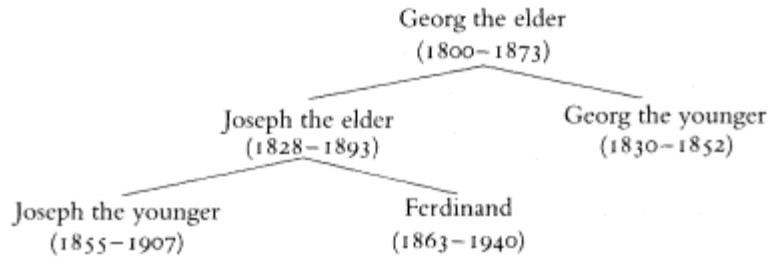 Georg the elder
(1800–1873)
Joseph the elder
(1828–1893)
Georg the younger
(1830–1852)
Joseph the younger
(1855–1907)
Ferdinand
(1863–1940)